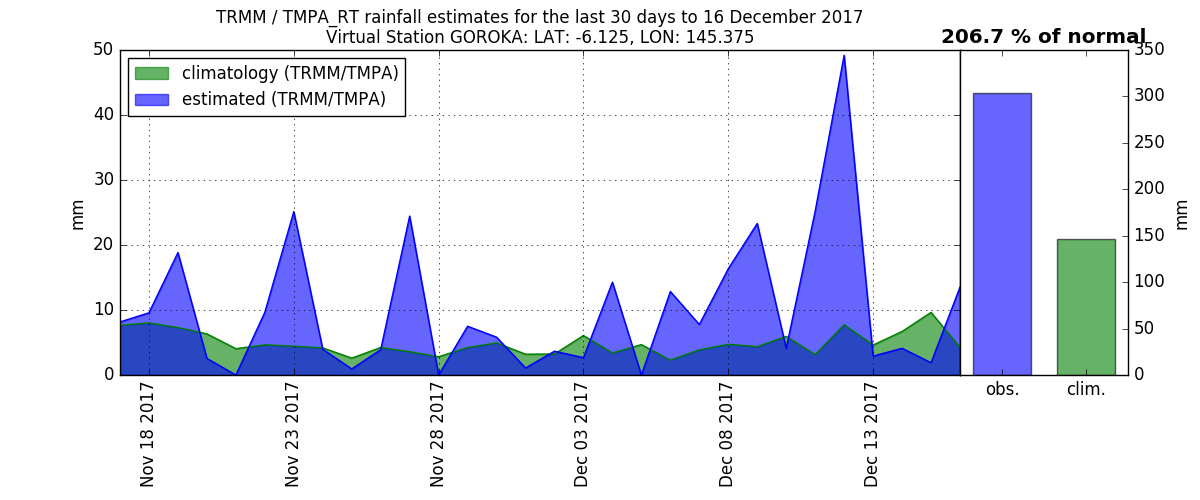 TRMM / TMPA_RT rainfall estimates for the last 30 days to 16 December 2017
Virtual Station GOROKA: LAT: -6.125, LON: 145.375
206.7 % of normal
climatology (TRMM/TMPA)
estimated (TRMM/TMPA)
50
40
30
20
10
0
mm
Nov 18 2017
Nov 23 2017
Nov 28 2017
Dec 03 2017
Dec 08 2017
Dec 13 2017
350
300
250
200
150
100
50
0
mm
obs.
clim.